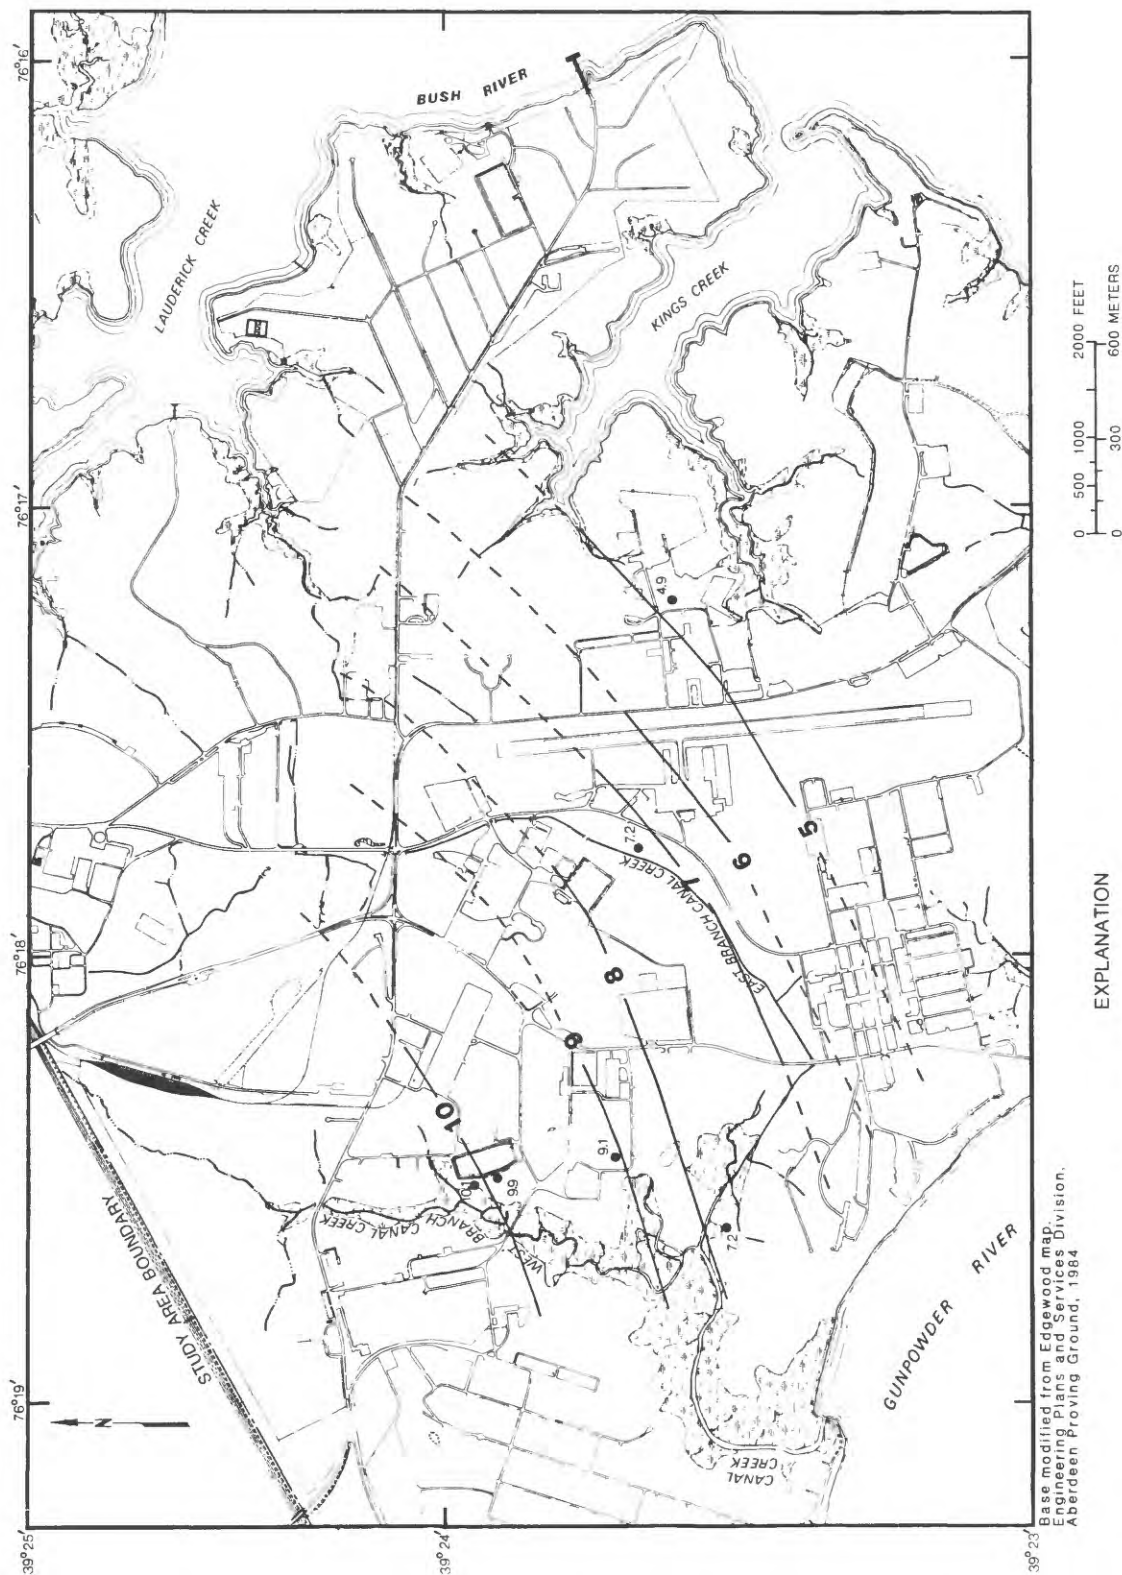 39°25'
39°24'
39°23'
76°19'
76°18'
76°17'
76°16'
N
STUDY AREA BOUNDARY
LAUDERICK CREEK
BUSH RIVER
KINGS CREEK
WEST
BRANCH CANAL CREEK
EAST BRANCH CANAL CREEK
CANAL
CREEK
GUNPOWDER RIVER
10
9
8
7
6
5
10.1
9.9
9.1
7.2
7.2
4.9
Base modified from Edgewood map,
Engineering Plans and Services Division,
Aberdeen Proving Ground, 1984
0 500 1000 2000 FEET
0 300 600 METERS
EXPLANATION